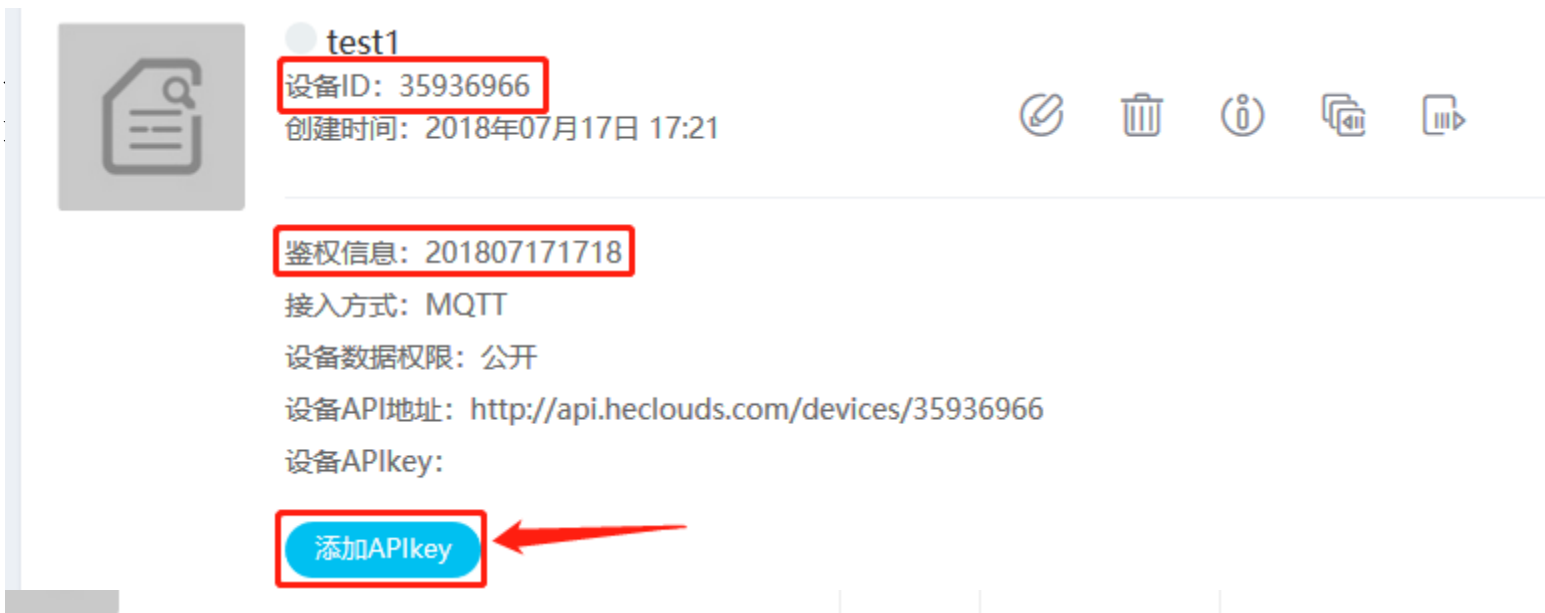 test1
设备ID：35936966
创建时间：2018年07月17日 17:21
鉴权信息：201807171718
接入方式：MQTT
设备数据权限：公开
设备API地址：http://api.heclouds.com/devices/35936966
设备APIkey：
添加APIkey